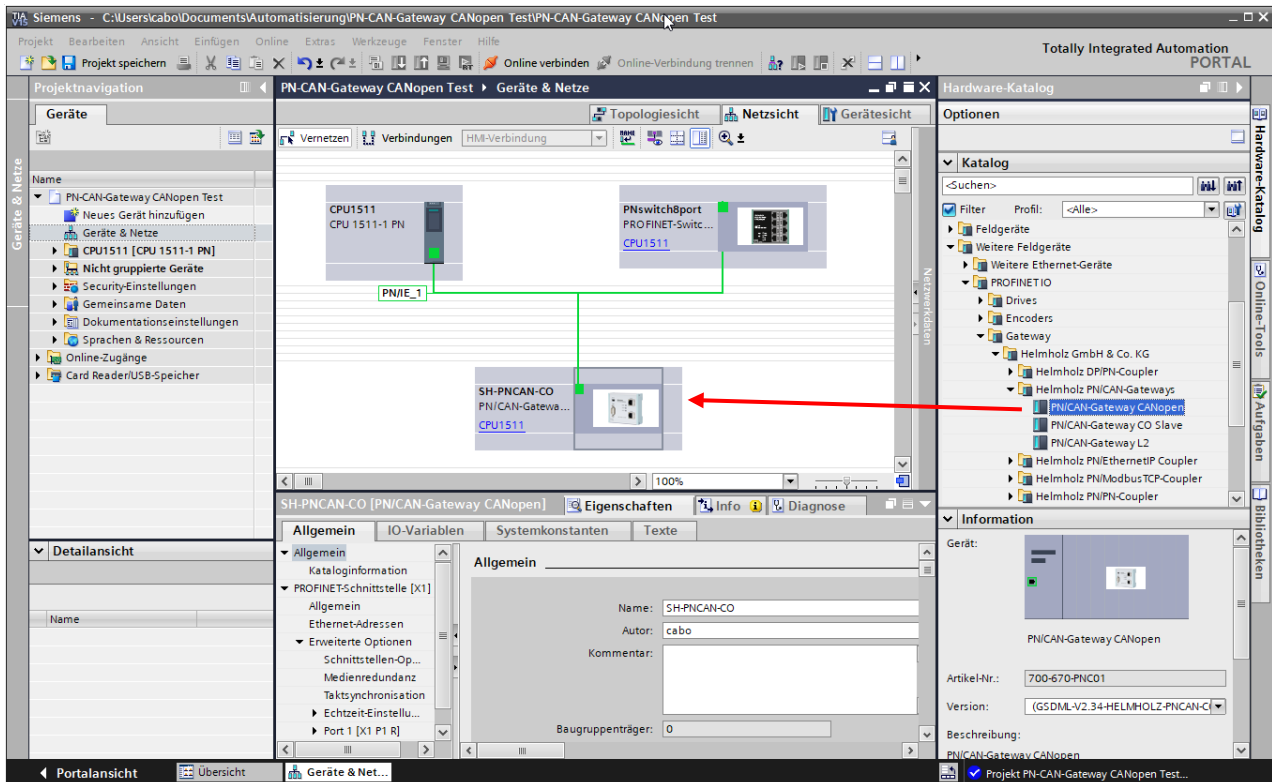 Siemens - C:\Users\cabo\Documents\Automatisierung\PN-CAN-Gateway CANopen Test\PN-CAN-Gateway CANopen Test
Projekt Bearbeiten Ansicht Einfügen Online Extras Werkzeuge Fenster Hilfe
Totally Integrated Automation
PORTAL
Projekt speichern
Online verbinden
Online-Verbindung trennen
Projektnavigation
Geräte
Geräte & Netze
Name
PN-CAN-Gateway CANopen Test
Neues Gerät hinzufügen
Geräte & Netze
CPU1511 [CPU 1511-1 PN]
Nicht gruppierte Geräte
Security-Einstellungen
Gemeinsame Daten
Dokumentationseinstellungen
Sprachen & Ressourcen
Online-Zugänge
Card Reader/USB-Speicher
Detailansicht
Name
PN-CAN-Gateway CANopen Test
Geräte & Netze
Topologiesicht
Netzsicht
Gerätesicht
Vernetzen
Verbindungen
HMI-Verbindung
CPU1511
CPU 1511-1 PN
PNswitch8port
PROFINET-Switc...
CPU1511
PN/IE_1
SH-PNCAN-CO
PN/CAN-Gatewa...
CPU1511
Netzwerkdaten
100%
SH-PNCAN-CO [PN/CAN-Gateway CANopen]
Eigenschaften
Info
Diagnose
Allgemein
IO-Variablen
Systemkonstanten
Texte
Allgemein
Kataloginformation
PROFINET-Schnittstelle [X1]
Allgemein
Ethernet-Adressen
Erweiterte Optionen
Schnittstellen-Op...
Medienredundanz
Taktsynchronisation
Echtzeit-Einstellu...
Port 1 [X1 P1 R]
Allgemein
Name: SH-PNCAN-CO
Autor: cabo
Kommentar:
Baugruppenträger: 0
Hardware-Katalog
Optionen
Katalog
<Suchen>
Filter
Profil: <Alle>
Feldgeräte
Weitere Feldgeräte
Weitere Ethernet-Geräte
PROFINET IO
Drives
Encoders
Gateway
Helmholz GmbH & Co. KG
Helmholz DP/PN-Coupler
Helmholz PN/CAN-Gateways
PN/CAN-Gateway CANopen
PN/CAN-Gateway CO Slave
PN/CAN-Gateway L2
Helmholz PN/EthernetIP Coupler
Helmholz PN/ModbusTCP-Coupler
Helmholz PN/PN-Coupler
Information
Gerät:
PN/CAN-Gateway CANopen
Artikel-Nr.: 700-670-PNC01
Version: (GSDML-V2.34-HELMHOLZ-PNCAN-C
Beschreibung:
PN/CAN-Gateway CANopen
Hardware-Katalog
Online-Tools
Aufgaben
Bibliotheken
Portalansicht
Übersicht
Geräte & Net...
Projekt PN-CAN-Gateway CANopen Test...